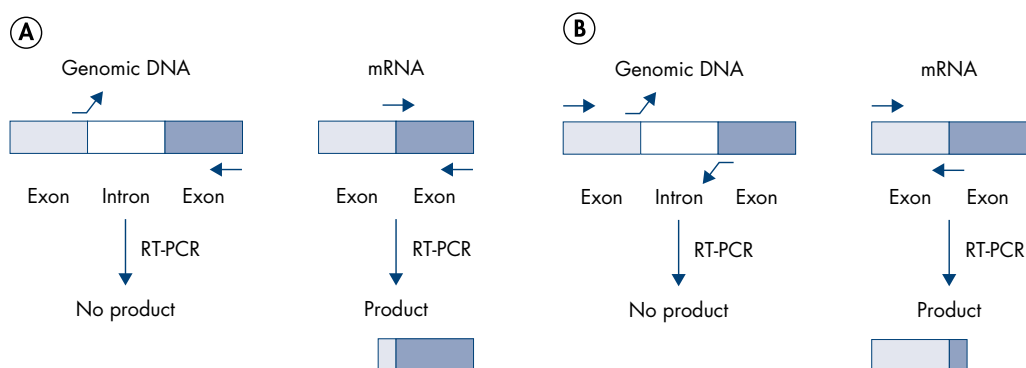 A
Genomic DNA
mRNA
Exon Intron Exon
Exon Exon
RT-PCR
RT-PCR
No product
Product
B
Genomic DNA
mRNA
Exon Intron Exon
Exon Exon
RT-PCR
RT-PCR
No product
Product